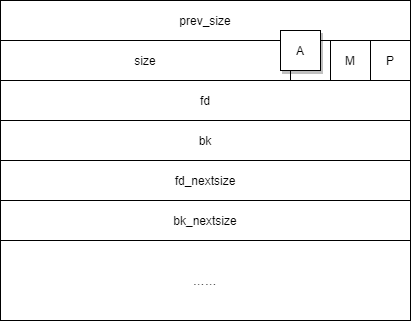 prev_size
size A M P
fd
bk
fd_nextsize
bk_nextsize
……